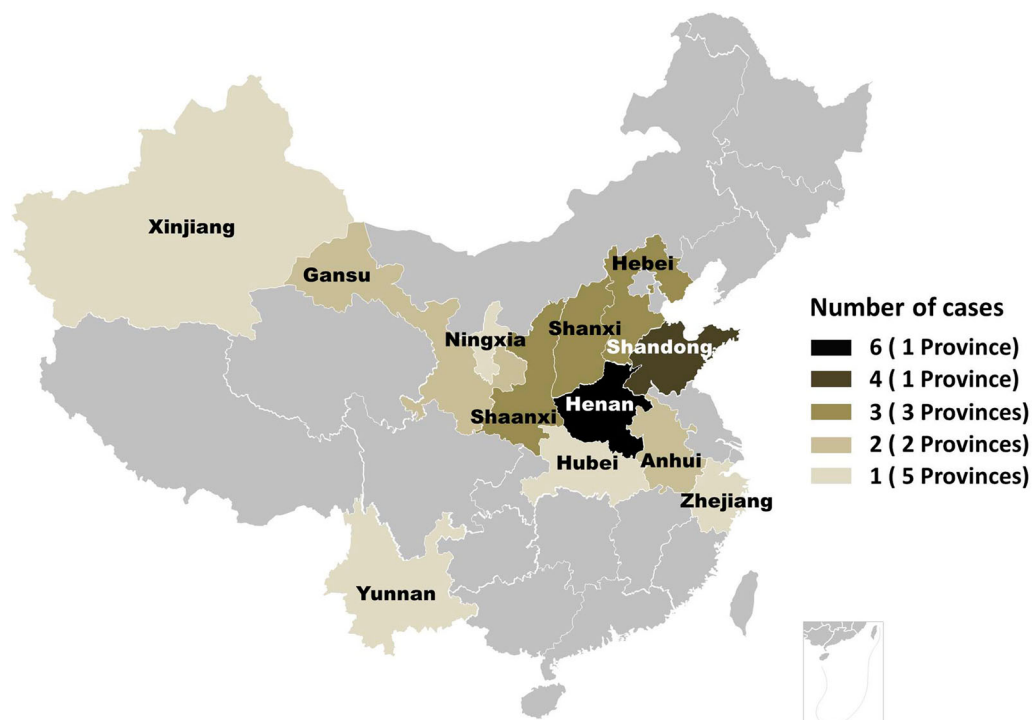 Xinjiang
Gansu
Hebei
Ningxia
Shanxi
Shandong
Shaanxi
Henan
Hubei
Anhui
Zhejiang
Yunnan
Number of cases
6 ( 1 Province)
4 ( 1 Province)
3 ( 3 Provinces)
2 ( 2 Provinces)
1 ( 5 Provinces)